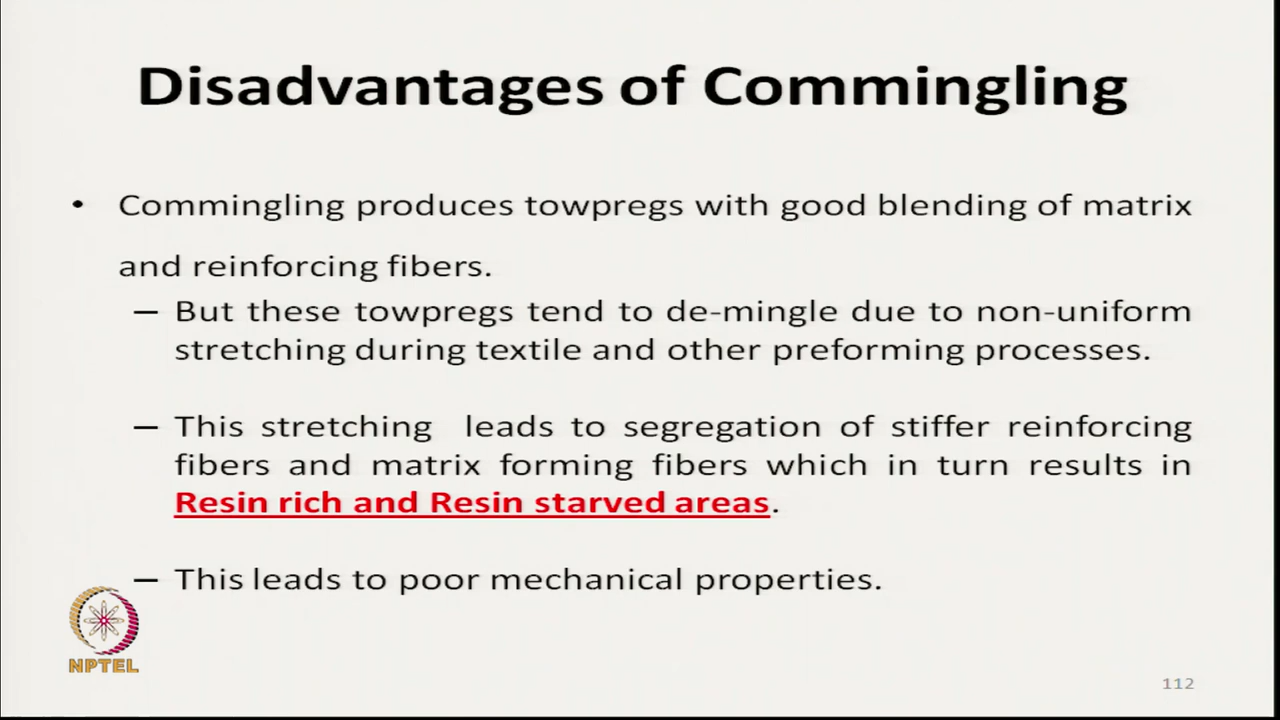 Disadvantages of Commingling
• Commingling produces towpregs with good blending of matrix
and reinforcing fibers.
– But these towpregs tend to de-mingle due to non-uniform
stretching during textile and other preforming processes.
– This stretching leads to segregation of stiffer reinforcing
fibers and matrix forming fibers which in turn results in
Resin rich and Resin starved areas.
– This leads to poor mechanical properties.
NPTEL
112